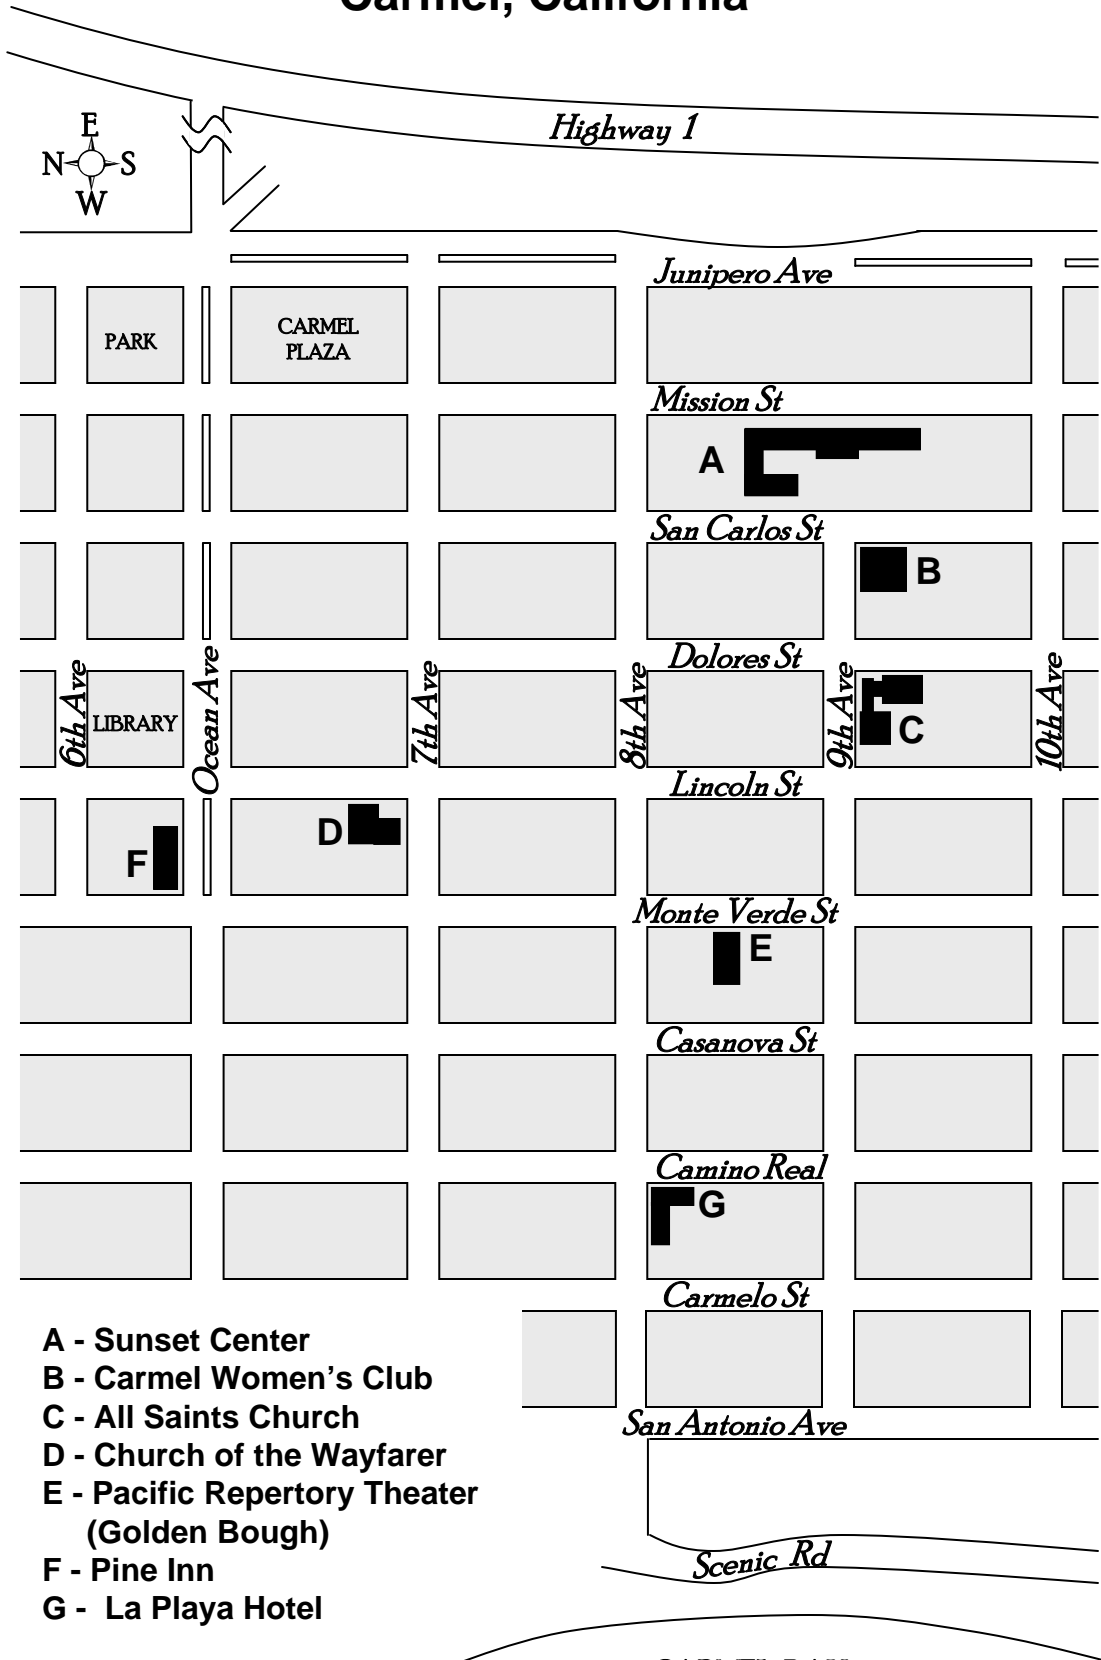 Carmel, California
Highway 1
E
N S
W
Junipero Ave
PARK
CARMEL
PLAZA
Mission St
A
San Carlos St
B
Dolores St
6th Ave
LIBRARY
Ocean Ave
7th Ave
8th Ave
9th Ave
C
10th Ave
Lincoln St
D
F
Monte Verde St
E
Casanova St
Camino Real
G
Carmelo St
A - Sunset Center
B - Carmel Women’s Club
C - All Saints Church
D - Church of the Wayfarer
E - Pacific Repertory Theater
(Golden Bough)
F - Pine Inn
G - La Playa Hotel
San Antonio Ave
Scenic Rd